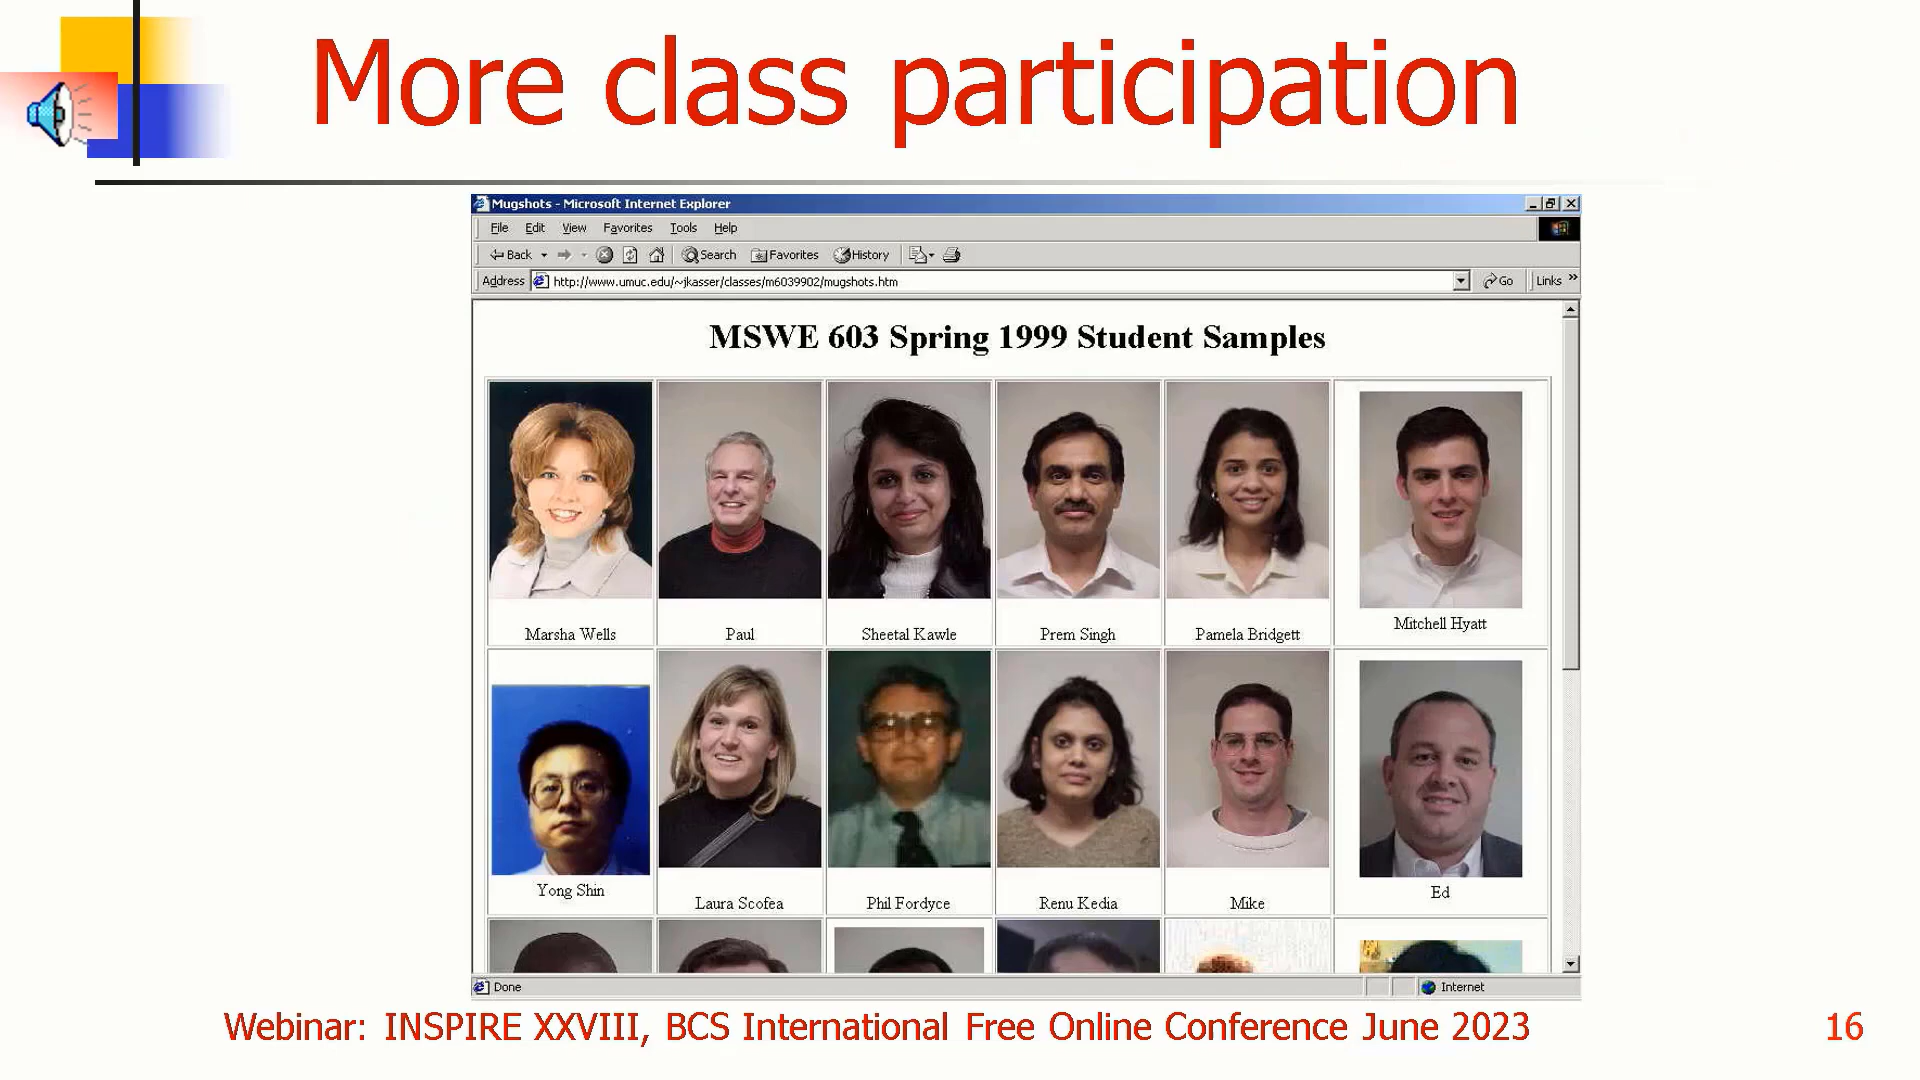 More class participation
Mugshots - Microsoft Internet Explorer
File Edit View Favorites Tools Help
Back Search Favorites History
Address http://www.umuc.edu/~jkasser/classes/m6039902/mugshots.htm Go Links »
MSWE 603 Spring 1999 Student Samples
Marsha Wells Paul Sheetal Kawle Prem Singh Pamela Bridgett Mitchell Hyatt
Yong Shin Laura Scofea Phil Fordyce Renu Kedia Mike Ed
Done Internet
Webinar: INSPIRE XXVIII, BCS International Free Online Conference June 2023 16